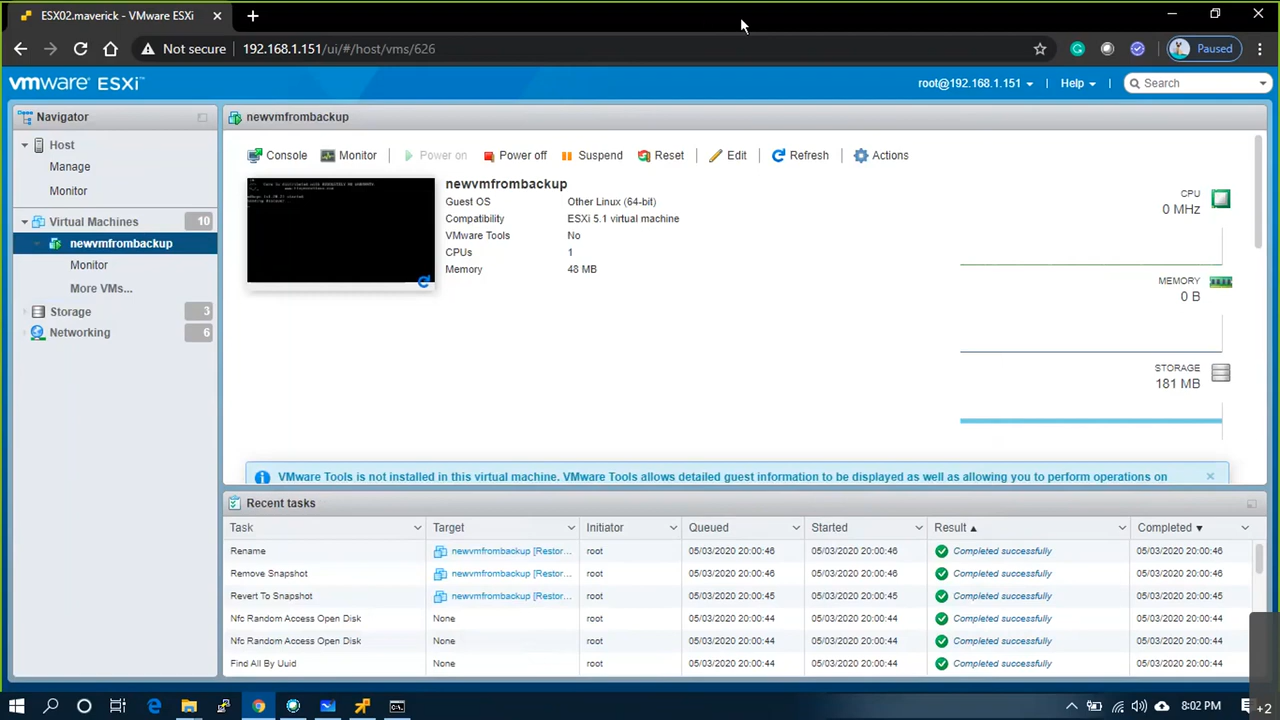 ESX02.maverick - VMware ESXi
Not secure 192.168.1.151/ui/#/host/vms/626 Paused
vmware ESXi™ root@192.168.1.151 Help Search
Navigator
Host
Manage
Monitor
Virtual Machines 10
newvmfrombackup
Monitor
More VMs...
Storage 3
Networking 6
newvmfrombackup
Console Monitor Power on Power off Suspend Reset Edit Refresh Actions
newvmfrombackup
Guest OS Other Linux (64-bit)
Compatibility ESXi 5.1 virtual machine
VMware Tools No
CPUs 1
Memory 48 MB
CPU
0 MHz
MEMORY
0 B
STORAGE
181 MB
VMware Tools is not installed in this virtual machine. VMware Tools allows detailed guest information to be displayed as well as allowing you to perform operations on
Recent tasks
Task Target Initiator Queued Started Result Completed
Rename newvmfrombackup [Restor... root 05/03/2020 20:00:46 05/03/2020 20:00:46 Completed successfully 05/03/2020 20:00:46
Remove Snapshot newvmfrombackup [Restor... root 05/03/2020 20:00:46 05/03/2020 20:00:46 Completed successfully 05/03/2020 20:00:46
Revert To Snapshot newvmfrombackup [Restor... root 05/03/2020 20:00:45 05/03/2020 20:00:45 Completed successfully 05/03/2020 20:00:45
Nfc Random Access Open Disk None root 05/03/2020 20:00:44 05/03/2020 20:00:44 Completed successfully 05/03/2020 20:00:44
Nfc Random Access Open Disk None root 05/03/2020 20:00:44 05/03/2020 20:00:44 Completed successfully 05/03/2020 20:00:44
Find All By Uuid None root 05/03/2020 20:00:44 05/03/2020 20:00:44 Completed successfully 05/03/2020 20:00:44
8:02 PM +2